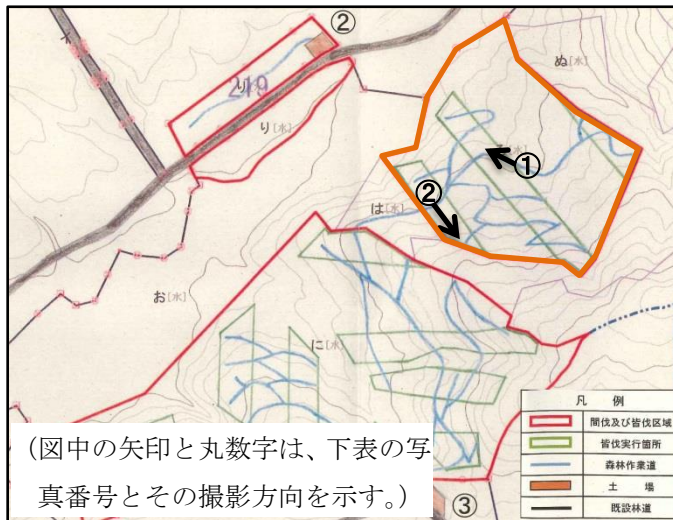 ②
ぬ[水]
219
り[水]
①
②
は[水]
お[水]
に[水]
凡 例
間伐及び皆伐区域
皆伐実行箇所
森林作業道
土 場
既設林道
(図中の矢印と丸数字は、下表の写
真番号とその撮影方向を示す。)
③